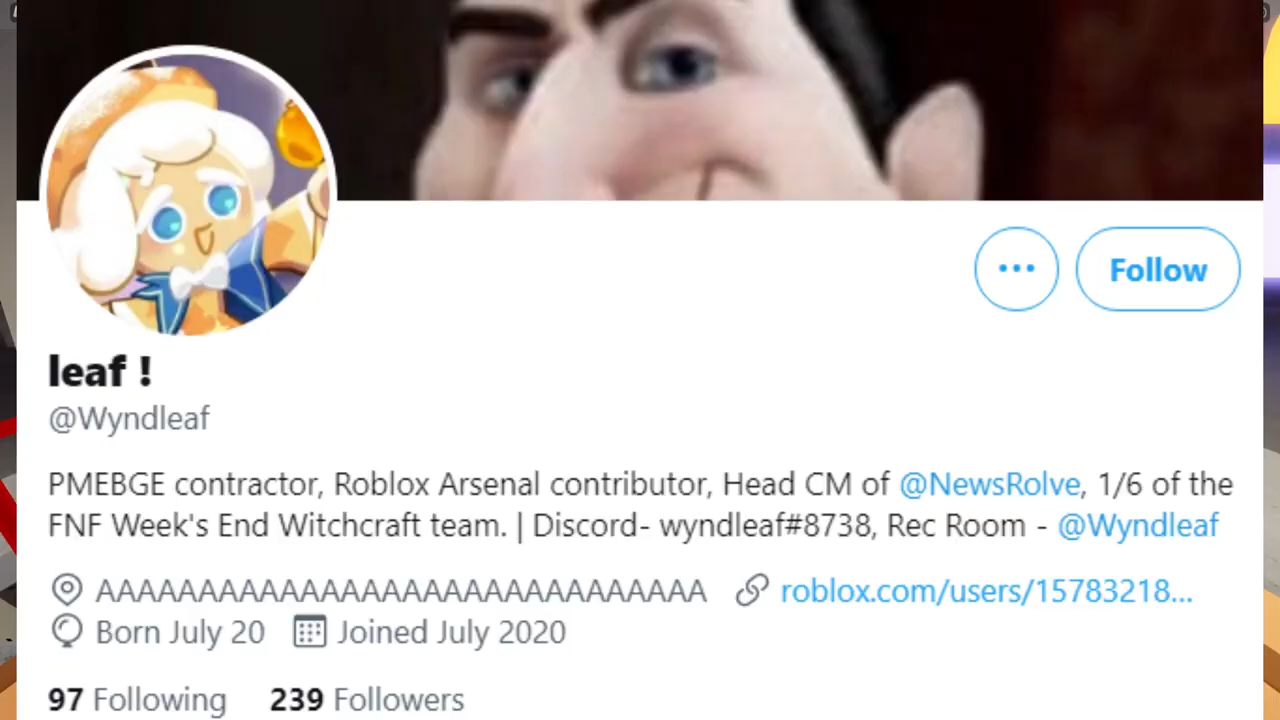 Follow
leaf !
@Wyndleaf
PMEBGE contractor, Roblox Arsenal contributor, Head CM of @NewsRolve, 1/6 of the
FNF Week's End Witchcraft team. | Discord- wyndleaf#8738, Rec Room - @Wyndleaf
AAAAAAAAAAAAAAAAAAAAAAAAAAAAAA roblox.com/users/15783218...
Born July 20 Joined July 2020
97 Following 239 Followers